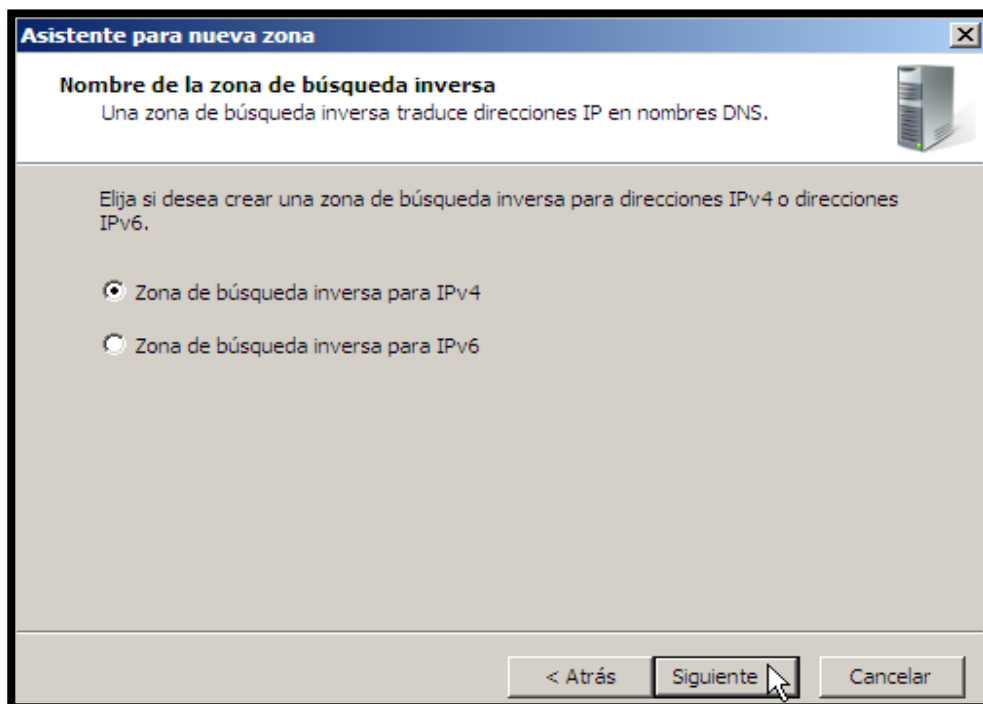 Asistente para nueva zona
Nombre de la zona de búsqueda inversa
Una zona de búsqueda inversa traduce direcciones IP en nombres DNS.
Elija si desea crear una zona de búsqueda inversa para direcciones IPv4 o direcciones
IPv6.
Zona de búsqueda inversa para IPv4
Zona de búsqueda inversa para IPv6
< Atrás
Siguiente
Cancelar